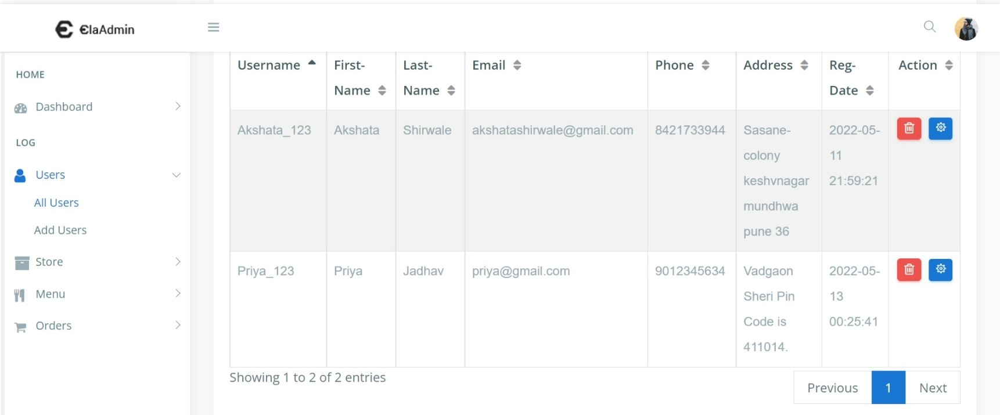 ElaAdmin
HOME
Dashboard
LOG
Users
All Users
Add Users
Store
Menu
Orders
Username First-Name Last-Name Email Phone Address Reg-Date Action
Akshata_123 Akshata Shirwale akshatashirwale@gmail.com 8421733944 Sasane- 2022-05-
colony 11
keshvnagar 21:59:21
mundhwa
pune 36
Priya_123 Priya Jadhav priya@gmail.com 9012345634 Vadgaon 2022-05-
Sheri Pin 13
Code is 00:25:41
411014.
Showing 1 to 2 of 2 entries
Previous 1 Next